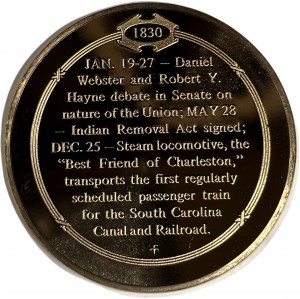 1830
JAN. 19-27 — Daniel
Webster and Robert Y.
Hayne debate in Senate on
nature of the Union; MAY 28
— Indian Removal Act signed;
DEC. 25 — Steam locomotive, the
“Best Friend of Charleston,”
transports the first regularly
scheduled passenger train
for the South Carolina
Canal and Railroad.